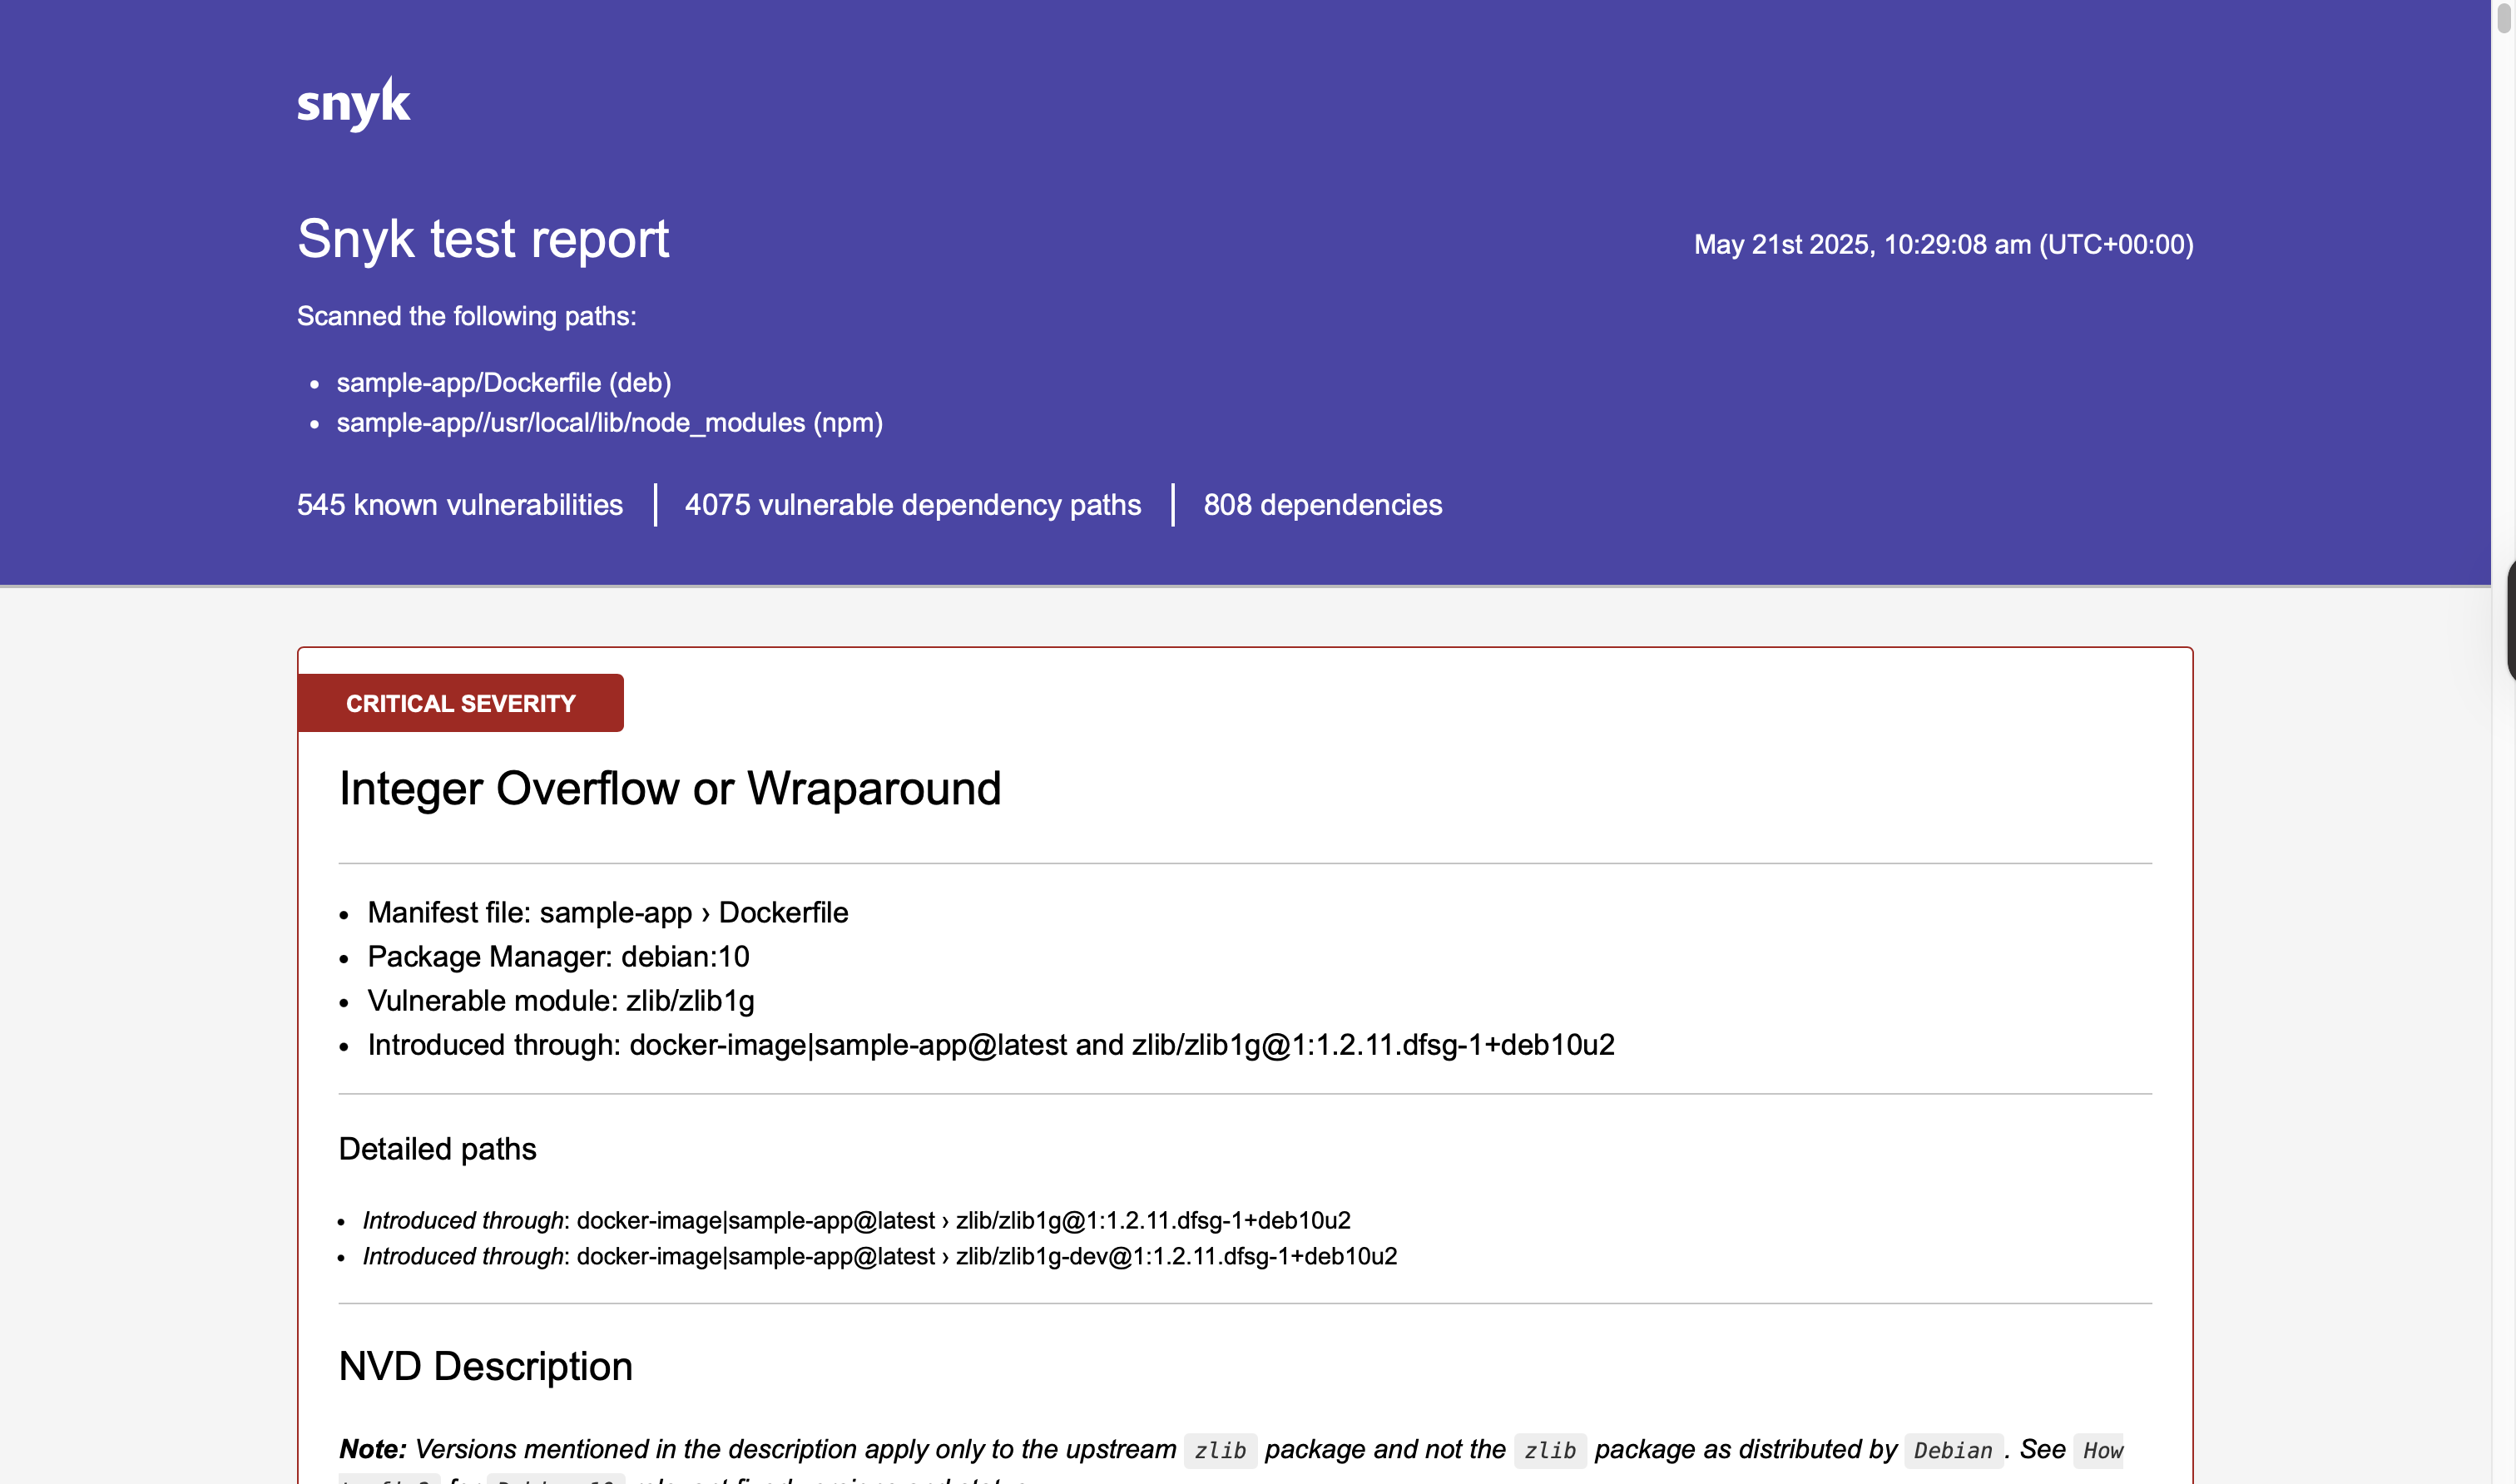 snyk
Snyk test report
May 21st 2025, 10:29:08 am (UTC+00:00)
Scanned the following paths:
• sample-app/Dockerfile (deb)
• sample-app//usr/local/lib/node_modules (npm)
545 known vulnerabilities | 4075 vulnerable dependency paths | 808 dependencies
CRITICAL SEVERITY
Integer Overflow or Wraparound
• Manifest file: sample-app › Dockerfile
• Package Manager: debian:10
• Vulnerable module: zlib/zlib1g
• Introduced through: docker-image|sample-app@latest and zlib/zlib1g@1:1.2.11.dfsg-1+deb10u2
Detailed paths
• Introduced through: docker-image|sample-app@latest › zlib/zlib1g@1:1.2.11.dfsg-1+deb10u2
• Introduced through: docker-image|sample-app@latest › zlib/zlib1g-dev@1:1.2.11.dfsg-1+deb10u2
NVD Description
Note: Versions mentioned in the description apply only to the upstream zlib package and not the zlib package as distributed by Debian. See How